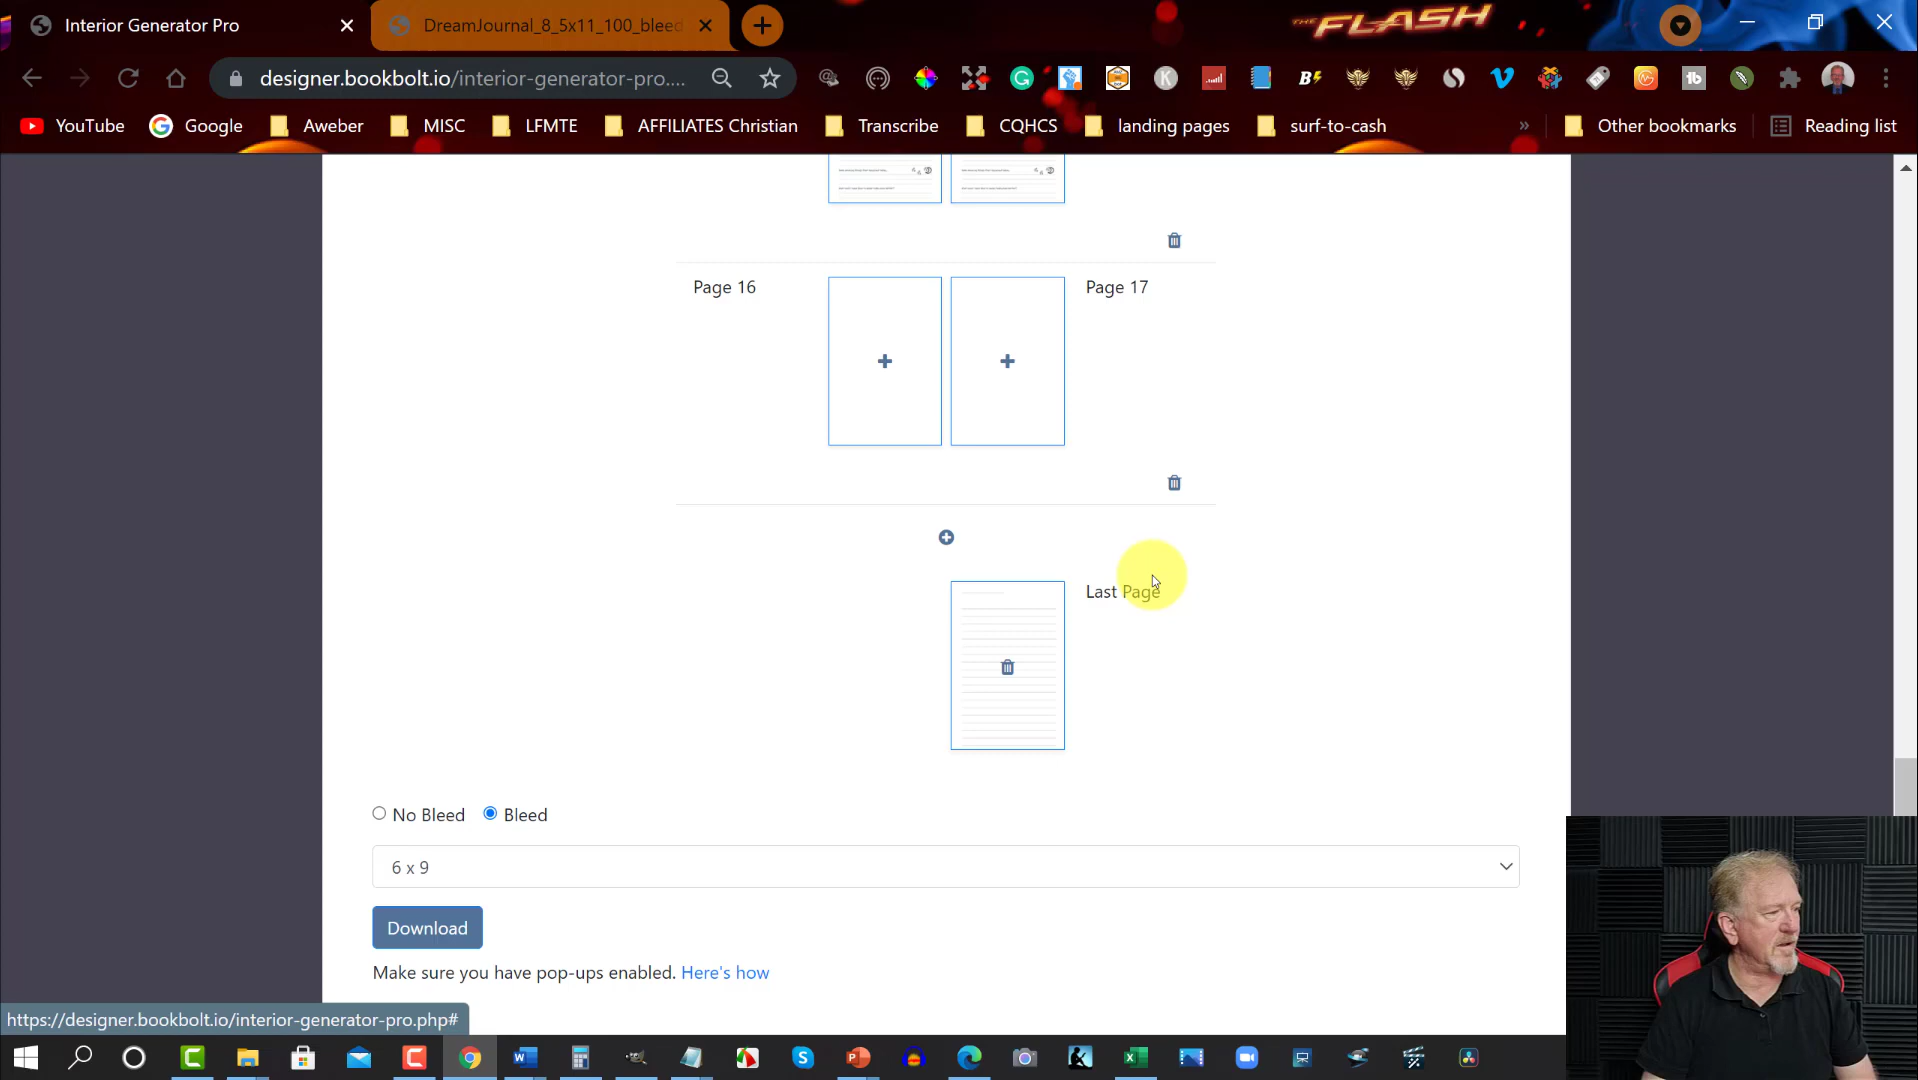 Interior Generator Pro
DreamJournal_8_5x11_100_bleed
THE FLASH
designer.bookbolt.io/interior-generator-pro....
YouTube
Google
Aweber
MISC
LFMTE
AFFILIATES Christian
Transcribe
CQHCS
landing pages
surf-to-cash
»
Other bookmarks
Reading list
Page 16
Page 17
Last Page
No Bleed
Bleed
6 x 9
Download
Make sure you have pop-ups enabled. Here's how
https://designer.bookbolt.io/interior-generator-pro.php#